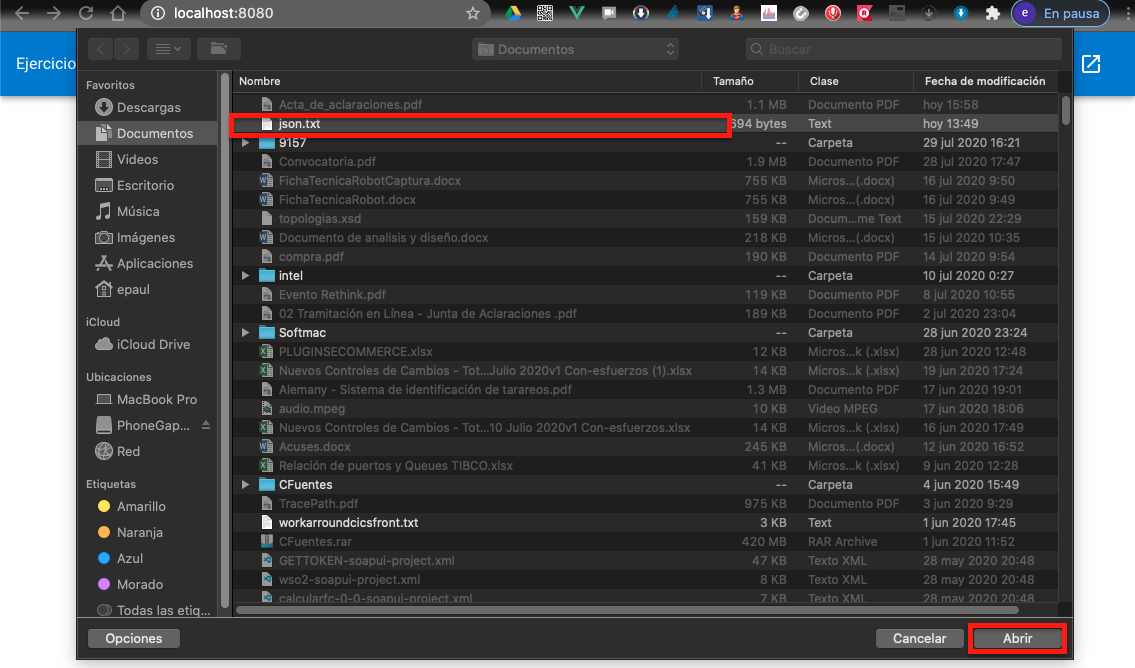 localhost:8080
e En pausa
Ejercicio
Documentos
Buscar
Favoritos
Descargas
Documentos
Videos
Escritorio
Música
Imágenes
Aplicaciones
epaul
iCloud
iCloud Drive
Ubicaciones
MacBook Pro
PhoneGap...
Red
Etiquetas
Amarillo
Naranja
Azul
Morado
Todas las etiq...
Nombre Tamaño Clase Fecha de modificación
Acta_de_aclaraciones.pdf 1.1 MB Documento PDF hoy 15:58
json.txt 694 bytes Text hoy 13:49
9157 -- Carpeta 29 jul 2020 16:21
Convocatoria.pdf 1.9 MB Documento PDF 28 jul 2020 17:47
FichaTecnicaRobotCaptura.docx 755 KB Micros...(.docx) 16 jul 2020 9:50
FichaTecnicaRobot.docx 755 KB Micros...(.docx) 16 jul 2020 9:49
topologias.xsd 159 KB Docum...me Text 15 jul 2020 22:29
Documento de analisis y diseño.docx 218 KB Micros...(.docx) 15 jul 2020 10:35
compra.pdf 190 KB Documento PDF 14 jul 2020 9:54
intel -- Carpeta 10 jul 2020 0:27
Evento Rethink.pdf 119 KB Documento PDF 8 jul 2020 10:55
02 Tramitación en Línea - Junta de Aclaraciones .pdf 189 KB Documento PDF 2 jul 2020 23:04
Softmac -- Carpeta 28 jun 2020 23:24
PLUGINSECOMMERCE.xlsx 12 KB Micros...k (.xlsx) 28 jun 2020 12:48
Nuevos Controles de Cambios - Tot...Julio 2020v1 Con-esfuerzos (1).xlsx 14 KB Micros...k (.xlsx) 19 jun 2020 17:24
Alemany - Sistema de identificación de tarareos.pdf 1.3 MB Documento PDF 17 jun 2020 19:01
audio.mpeg 10 KB Video MPEG 17 jun 2020 18:06
Nuevos Controles de Cambios - Tot...10 Julio 2020v1 Con-esfuerzos.xlsx 14 KB Micros...k (.xlsx) 16 jun 2020 17:49
Acuses.docx 245 KB Micros...(.docx) 12 jun 2020 16:52
Relación de puertos y Queues TIBCO.xlsx 41 KB Micros...k (.xlsx) 9 jun 2020 12:28
CFuentes -- Carpeta 4 jun 2020 15:49
TracePath.pdf 975 KB Documento PDF 3 jun 2020 9:29
workarroundcicsfront.txt 3 KB Text 1 jun 2020 17:45
CFuentes.rar 420 MB RAR Archive 1 jun 2020 11:52
GETTOKEN-soapui-project.xml 47 KB Texto XML 28 may 2020 20:48
wso2-soapui-project.xml 8 KB Texto XML 28 may 2020 20:48
calcularfc-0-0-soapui-project.xml 7 KB Texto XML 28 may 2020 20:48
Opciones
Cancelar
Abrir